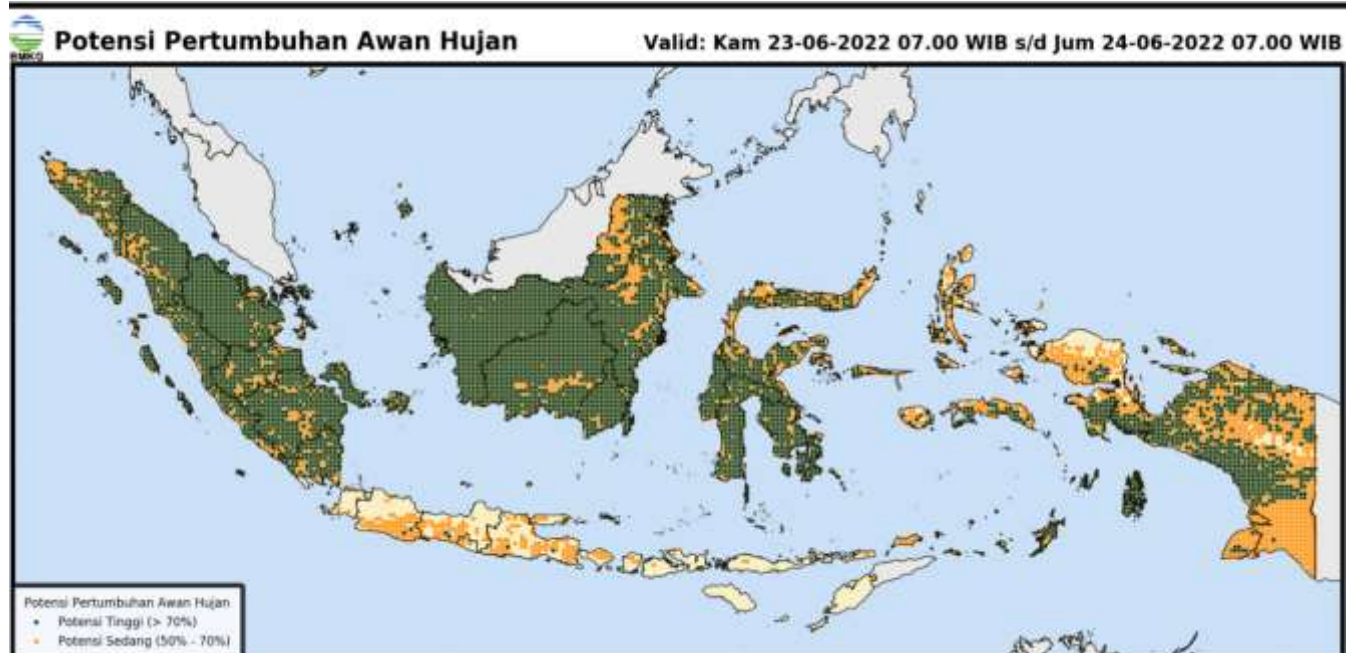 BMKG
Potensi Pertumbuhan Awan Hujan
Valid: Kam 23-06-2022 07.00 WIB s/d Jum 24-06-2022 07.00 WIB
Potensi Pertumbuhan Awan Hujan
Potensi Tinggi (> 70%)
Potensi Sedang (50% - 70%)